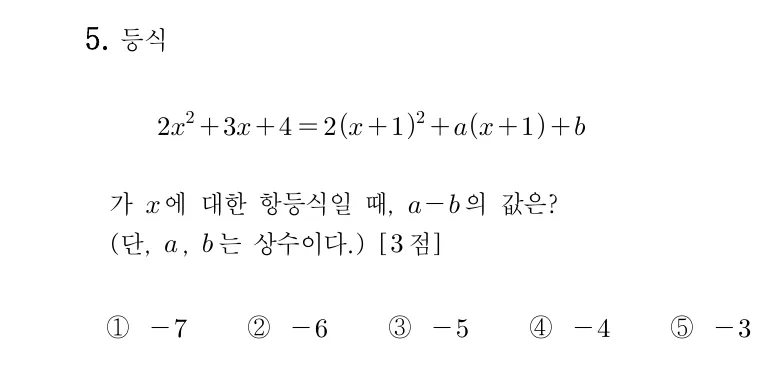 5. 등식
2x²+3x+4=2(x+1)²+a(x+1)+b
가 x에 대한 항등식일 때, a-b의 값은?
(단, a, b는 상수이다.) [3점]
① -7 ② -6 ③ -5 ④ -4 ⑤ -3